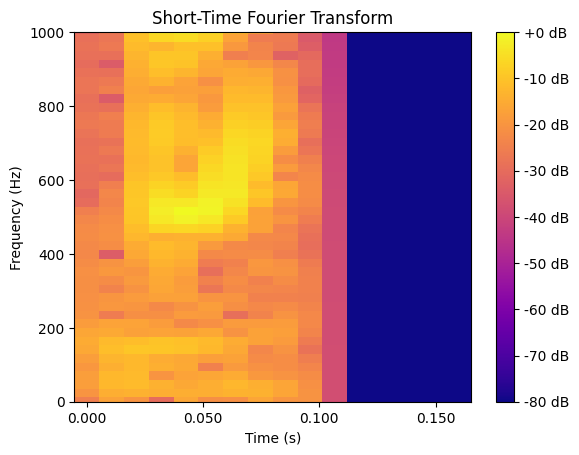 Short-Time Fourier Transform
1000
800
600
400
200
0
Frequency (Hz)
0.000
0.050
0.100
0.150
Time (s)
+0 dB
-10 dB
-20 dB
-30 dB
-40 dB
-50 dB
-60 dB
-70 dB
-80 dB